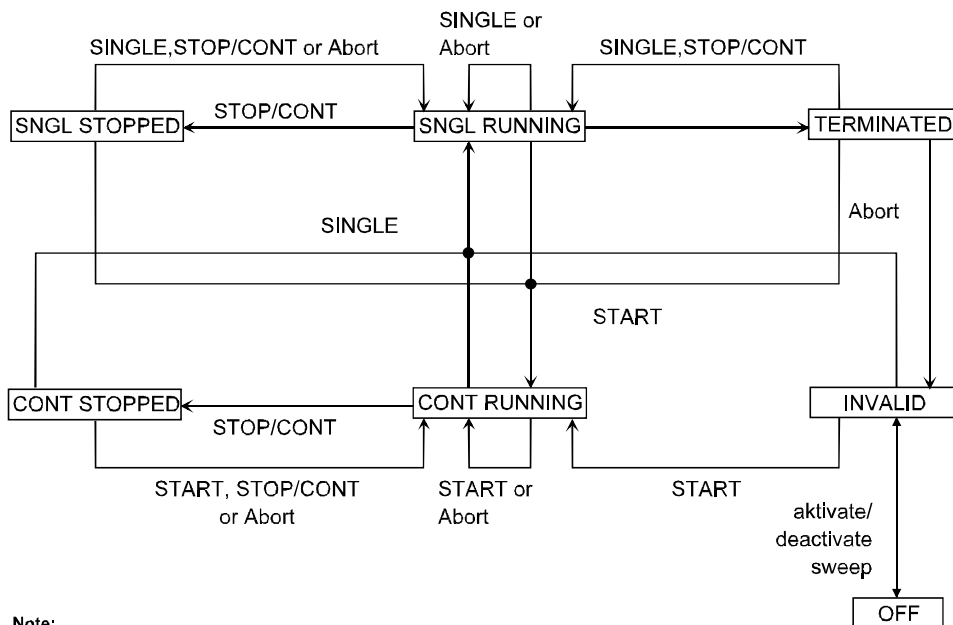 SINGLE or
Abort
SINGLE,STOP/CONT or Abort
SINGLE,STOP/CONT
STOP/CONT
SNGL STOPPED
SNGL RUNNING
TERMINATED
Abort
SINGLE
START
CONT STOPPED
CONT RUNNING
INVALID
STOP/CONT
START, STOP/CONT
or Abort
START or
Abort
START
aktivate/
deactivate
sweep
OFF
Note: